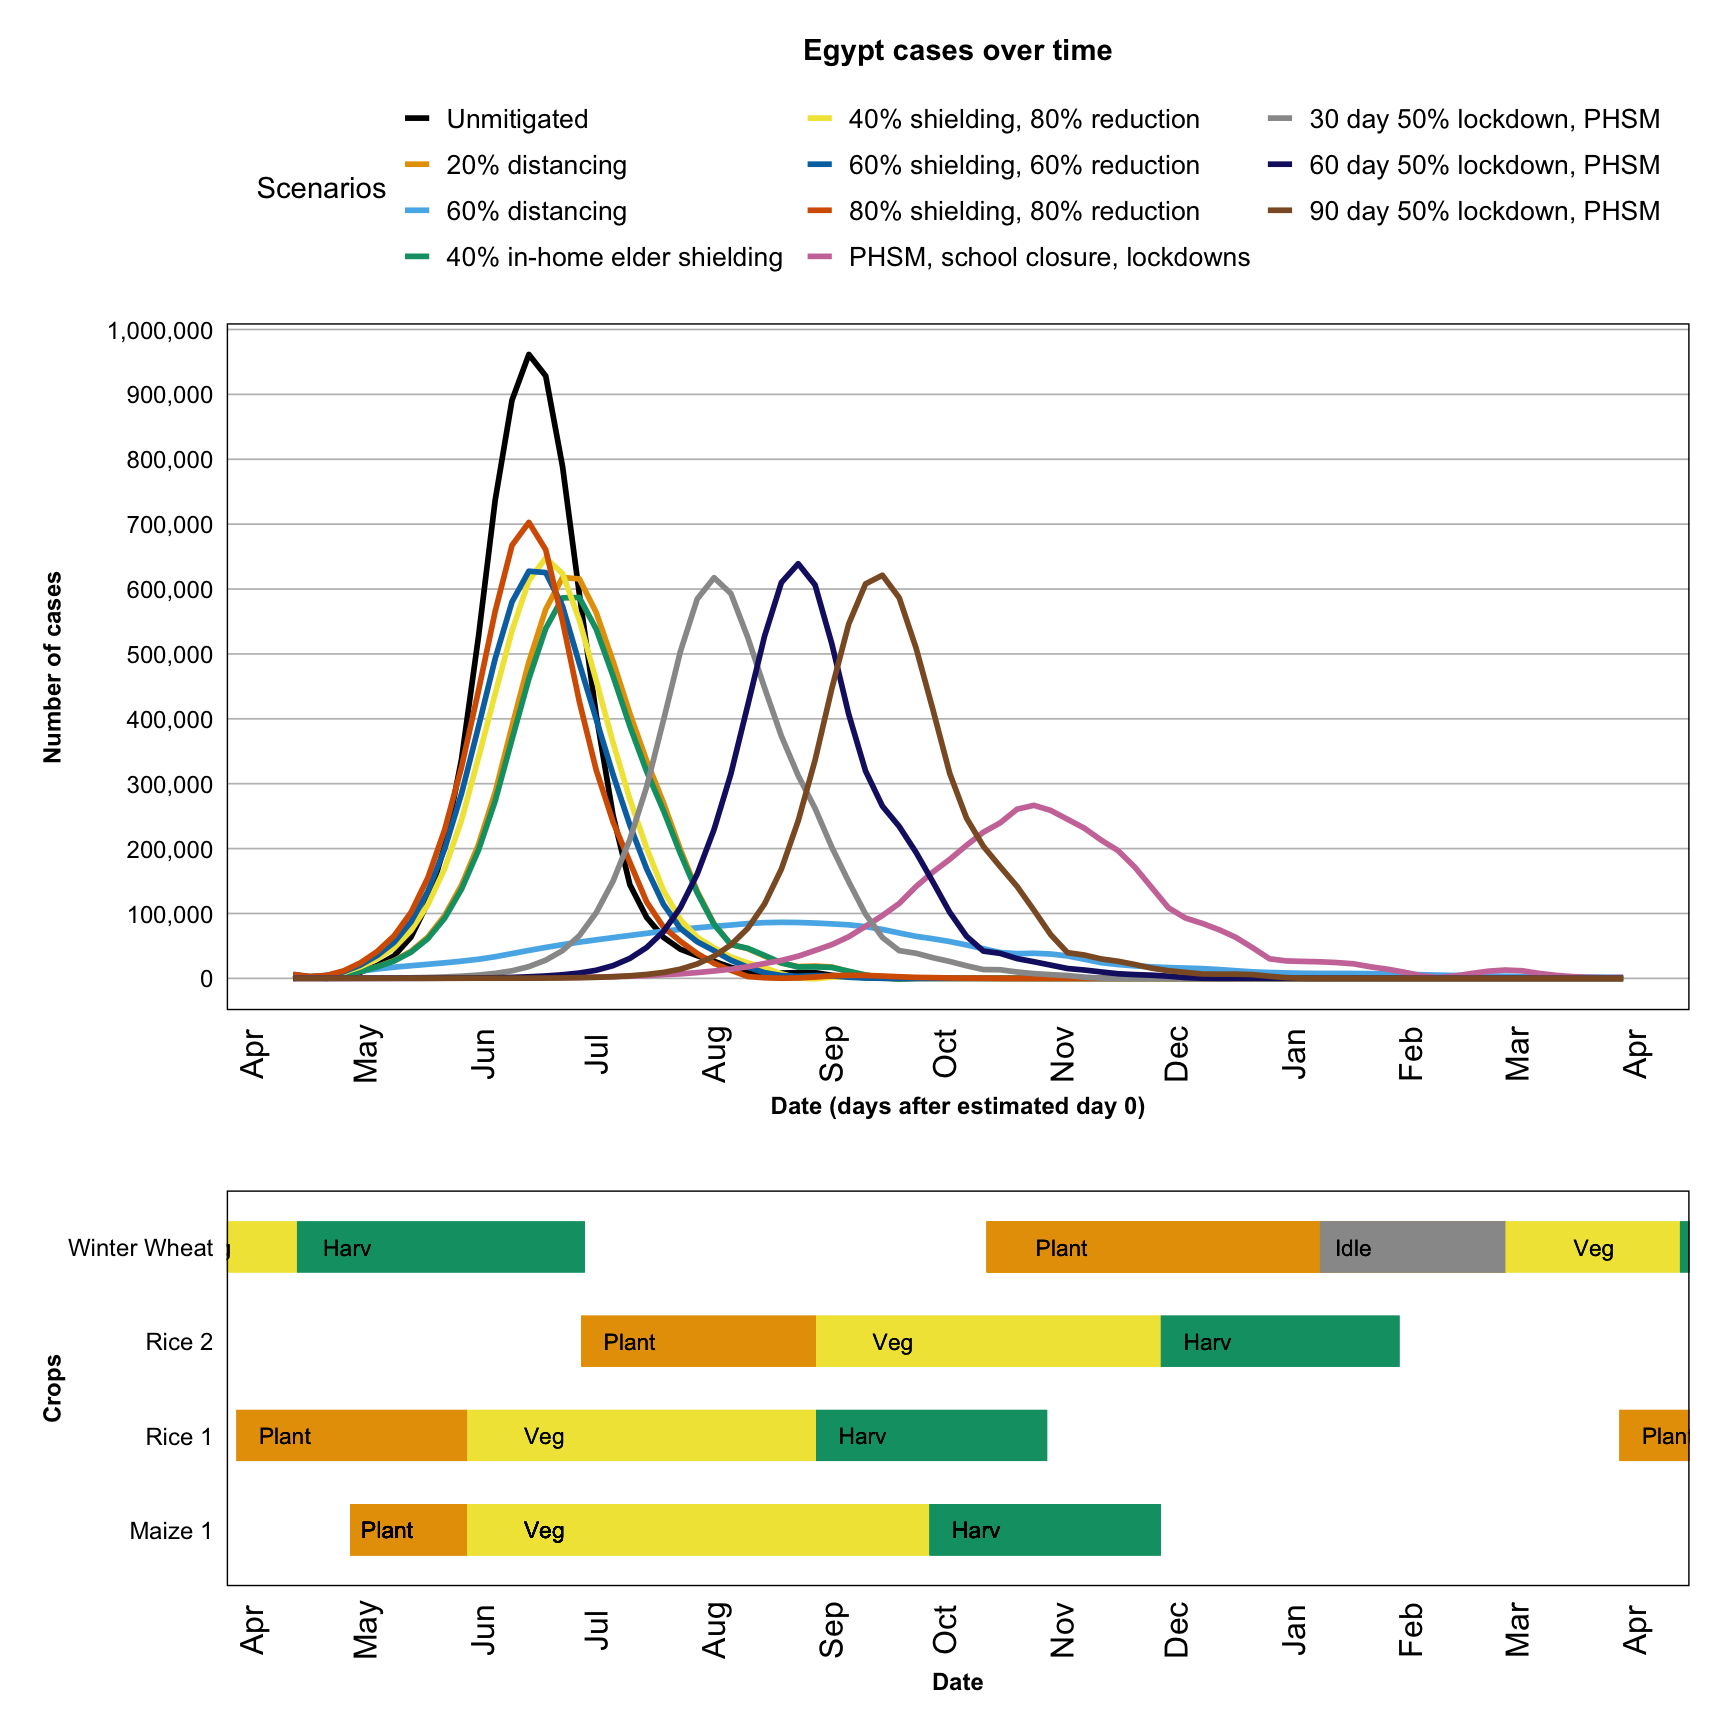 Egypt cases over time
Scenarios
Unmitigated
20% distancing
60% distancing
40% in-home elder shielding
40% shielding, 80% reduction
60% shielding, 60% reduction
80% shielding, 80% reduction
PHSM, school closure, lockdowns
30 day 50% lockdown, PHSM
60 day 50% lockdown, PHSM
90 day 50% lockdown, PHSM
Number of cases
1,000,000
900,000
800,000
700,000
600,000
500,000
400,000
300,000
200,000
100,000
0
Apr May Jun Jul Aug Sep Oct Nov Dec Jan Feb Mar Apr
Date (days after estimated day 0)
Crops
Winter Wheat Harv Plant Idle Veg
Rice 2 Plant Veg Harv
Rice 1 Plant Veg Harv Plant
Maize 1 Plant Veg Harv
Apr May Jun Jul Aug Sep Oct Nov Dec Jan Feb Mar Apr
Date